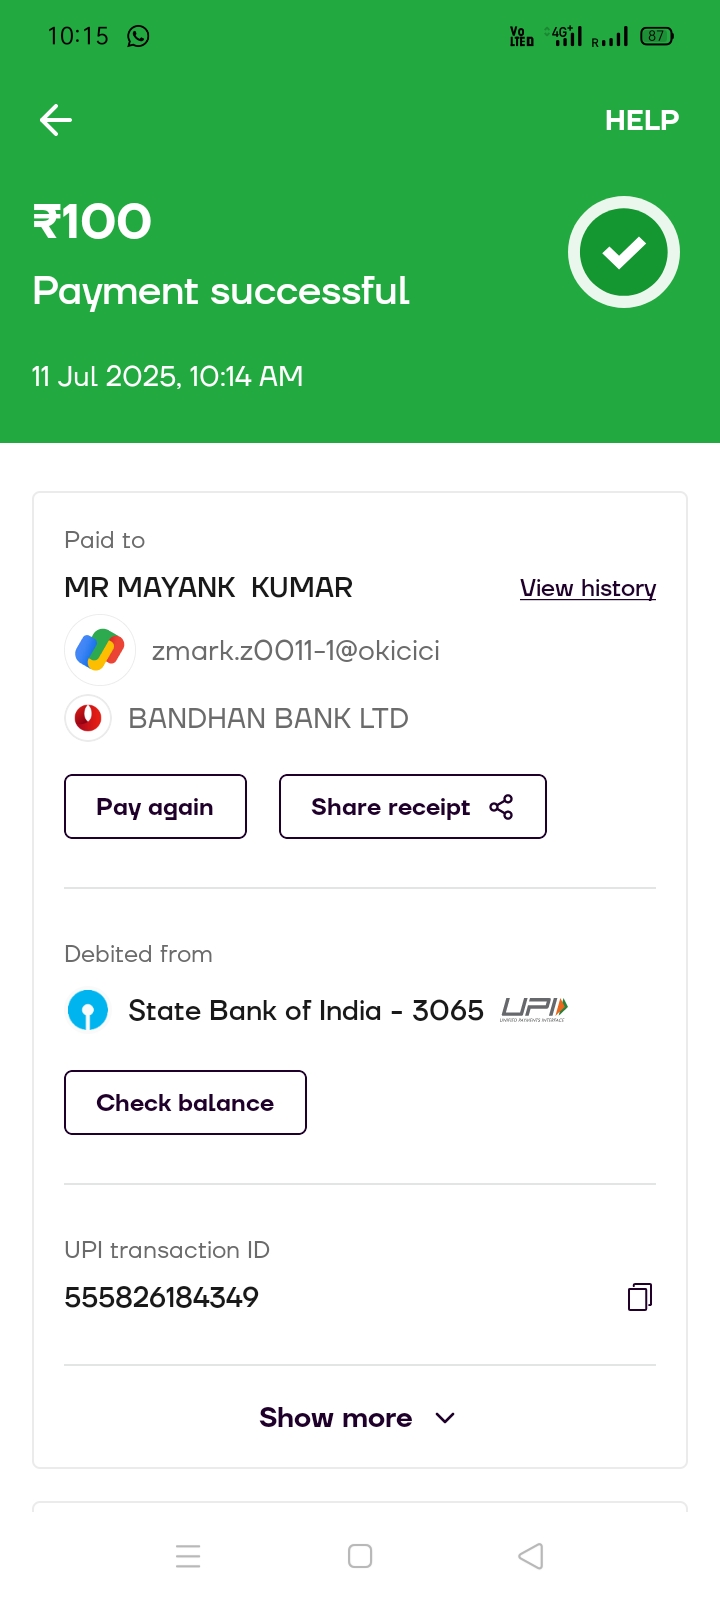 10:15
Vo LTED 4G+ R 87
HELP
₹100
Payment successful
11 Jul 2025, 10:14 AM
Paid to
MR MAYANK  KUMAR
View history
zmark.z0011-1@okicici
BANDHAN BANK LTD
Pay again
Share receipt
Debited from
State Bank of India - 3065
UPI
UNIFIED PAYMENTS INTERFACE
Check balance
UPI transaction ID
555826184349
Show more